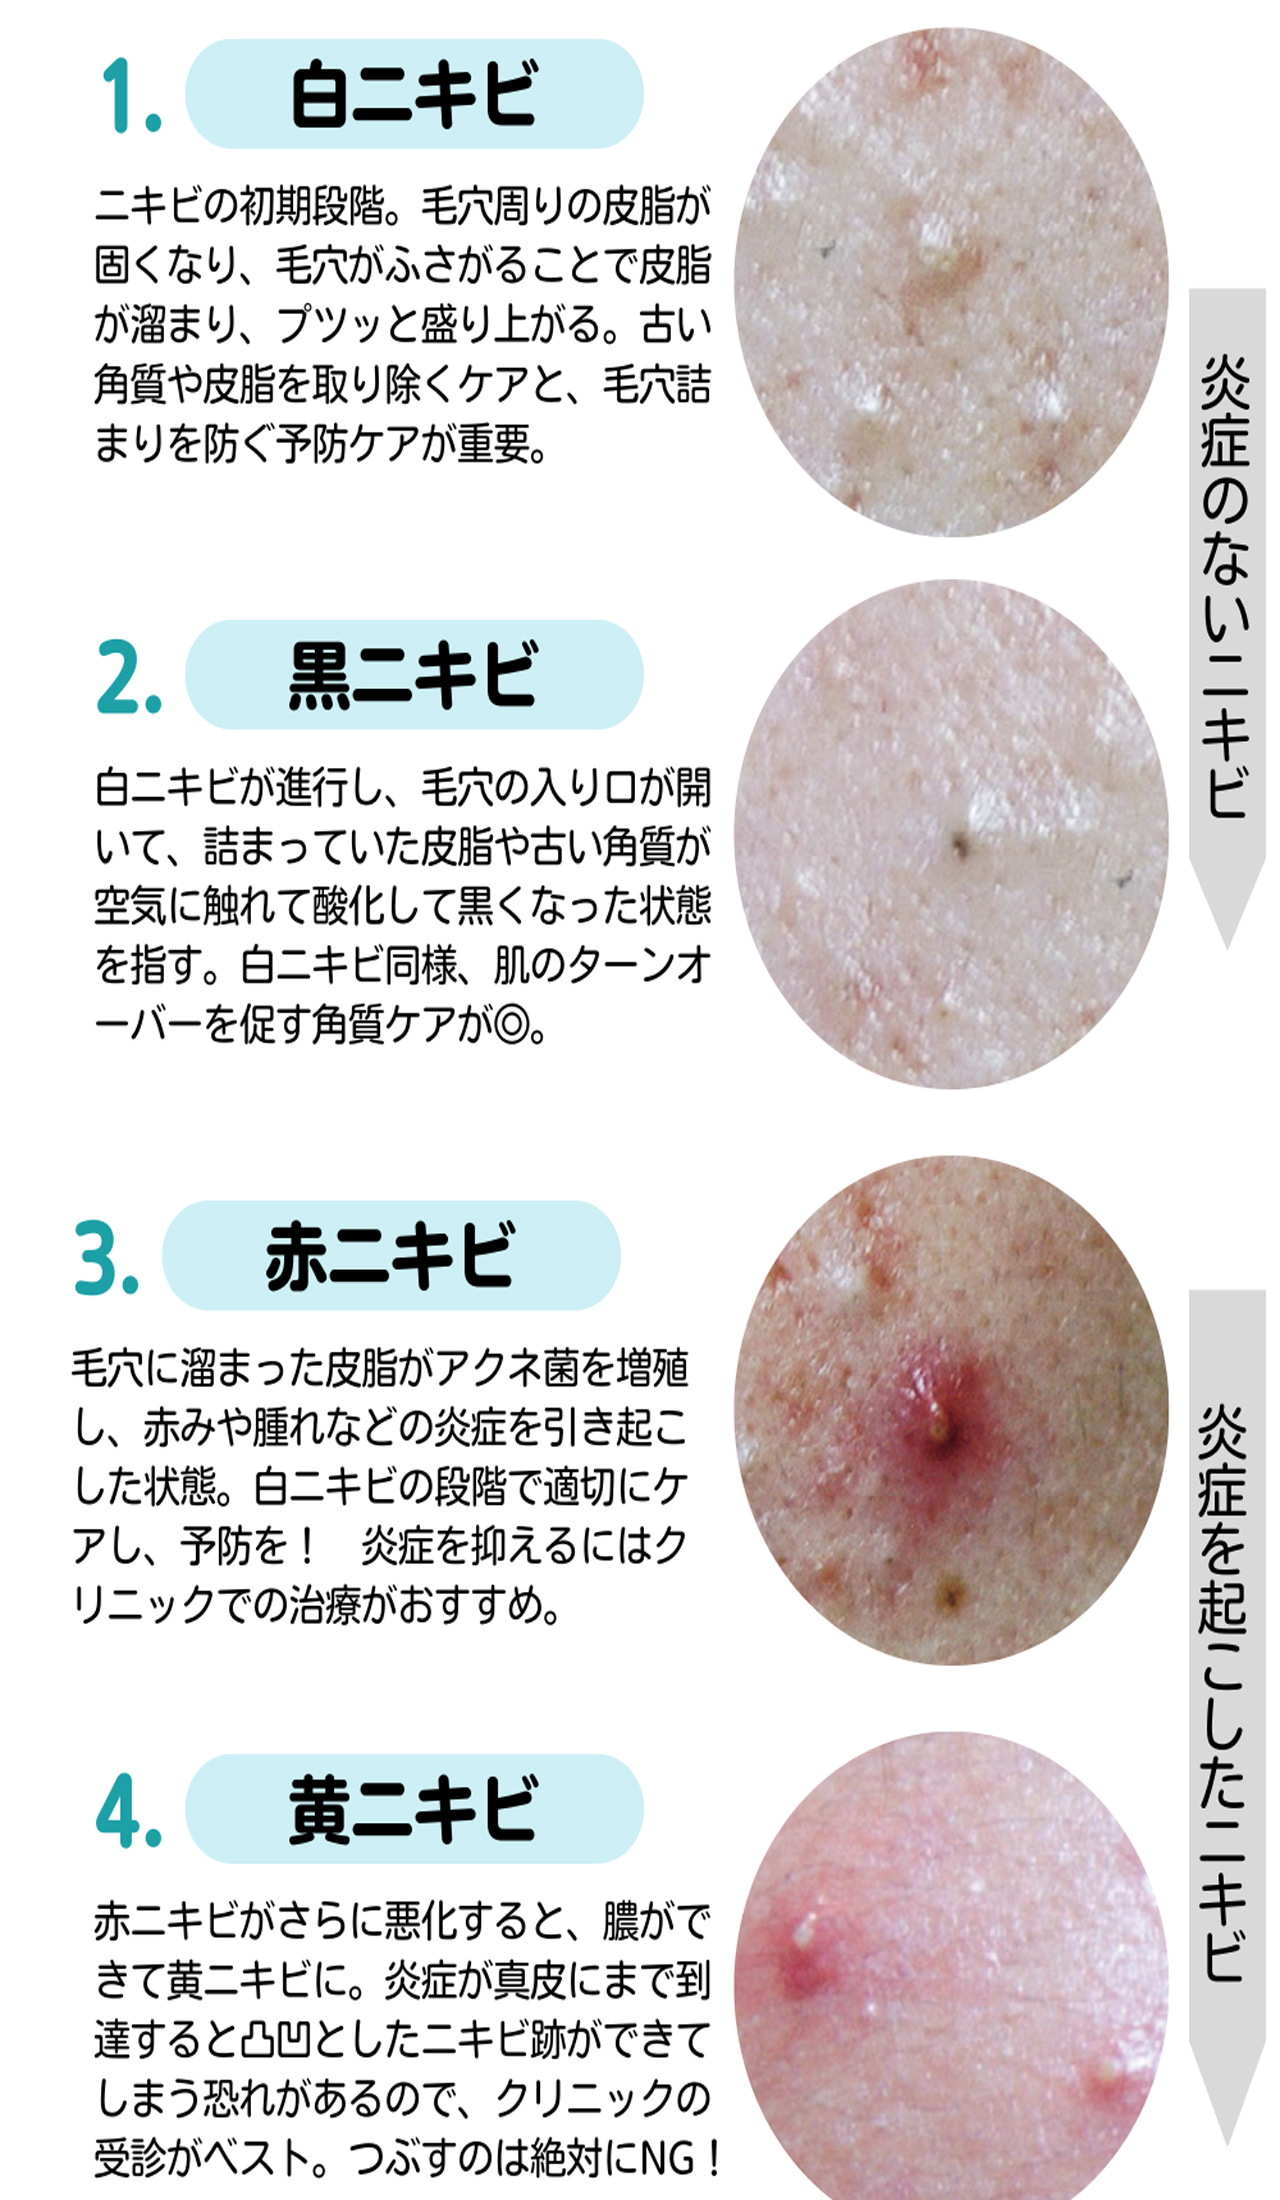 1.
白ニキビ
ニキビの初期段階。毛穴周りの皮脂が
固くなり、毛穴がふさがることで皮脂
が溜まり、プツッと盛り上がる。古い
角質や皮脂を取り除くケアと、毛穴詰
まりを防ぐ予防ケアが重要。
2.
黒ニキビ
白ニキビが進行し、毛穴の入り口が開
いて、詰まっていた皮脂や古い角質が
空気に触れて酸化して黒くなった状態
を指す。白ニキビ同様、肌のターンオ
ーバーを促す角質ケアが◎。
炎症のないニキビ
3.
赤ニキビ
毛穴に溜まった皮脂がアクネ菌を増殖
し、赤みや腫れなどの炎症を引き起こ
した状態。白ニキビの段階で適切にケ
アし、予防を！　炎症を抑えるにはク
リニックでの治療がおすすめ。
4.
黄ニキビ
赤ニキビがさらに悪化すると、膿がで
きて黄ニキビに。炎症が真皮にまで到
達すると凸凹としたニキビ跡ができて
しまう恐れがあるので、クリニックの
受診がベスト。つぶすのは絶対にNG！
炎症を起こしたニキビ